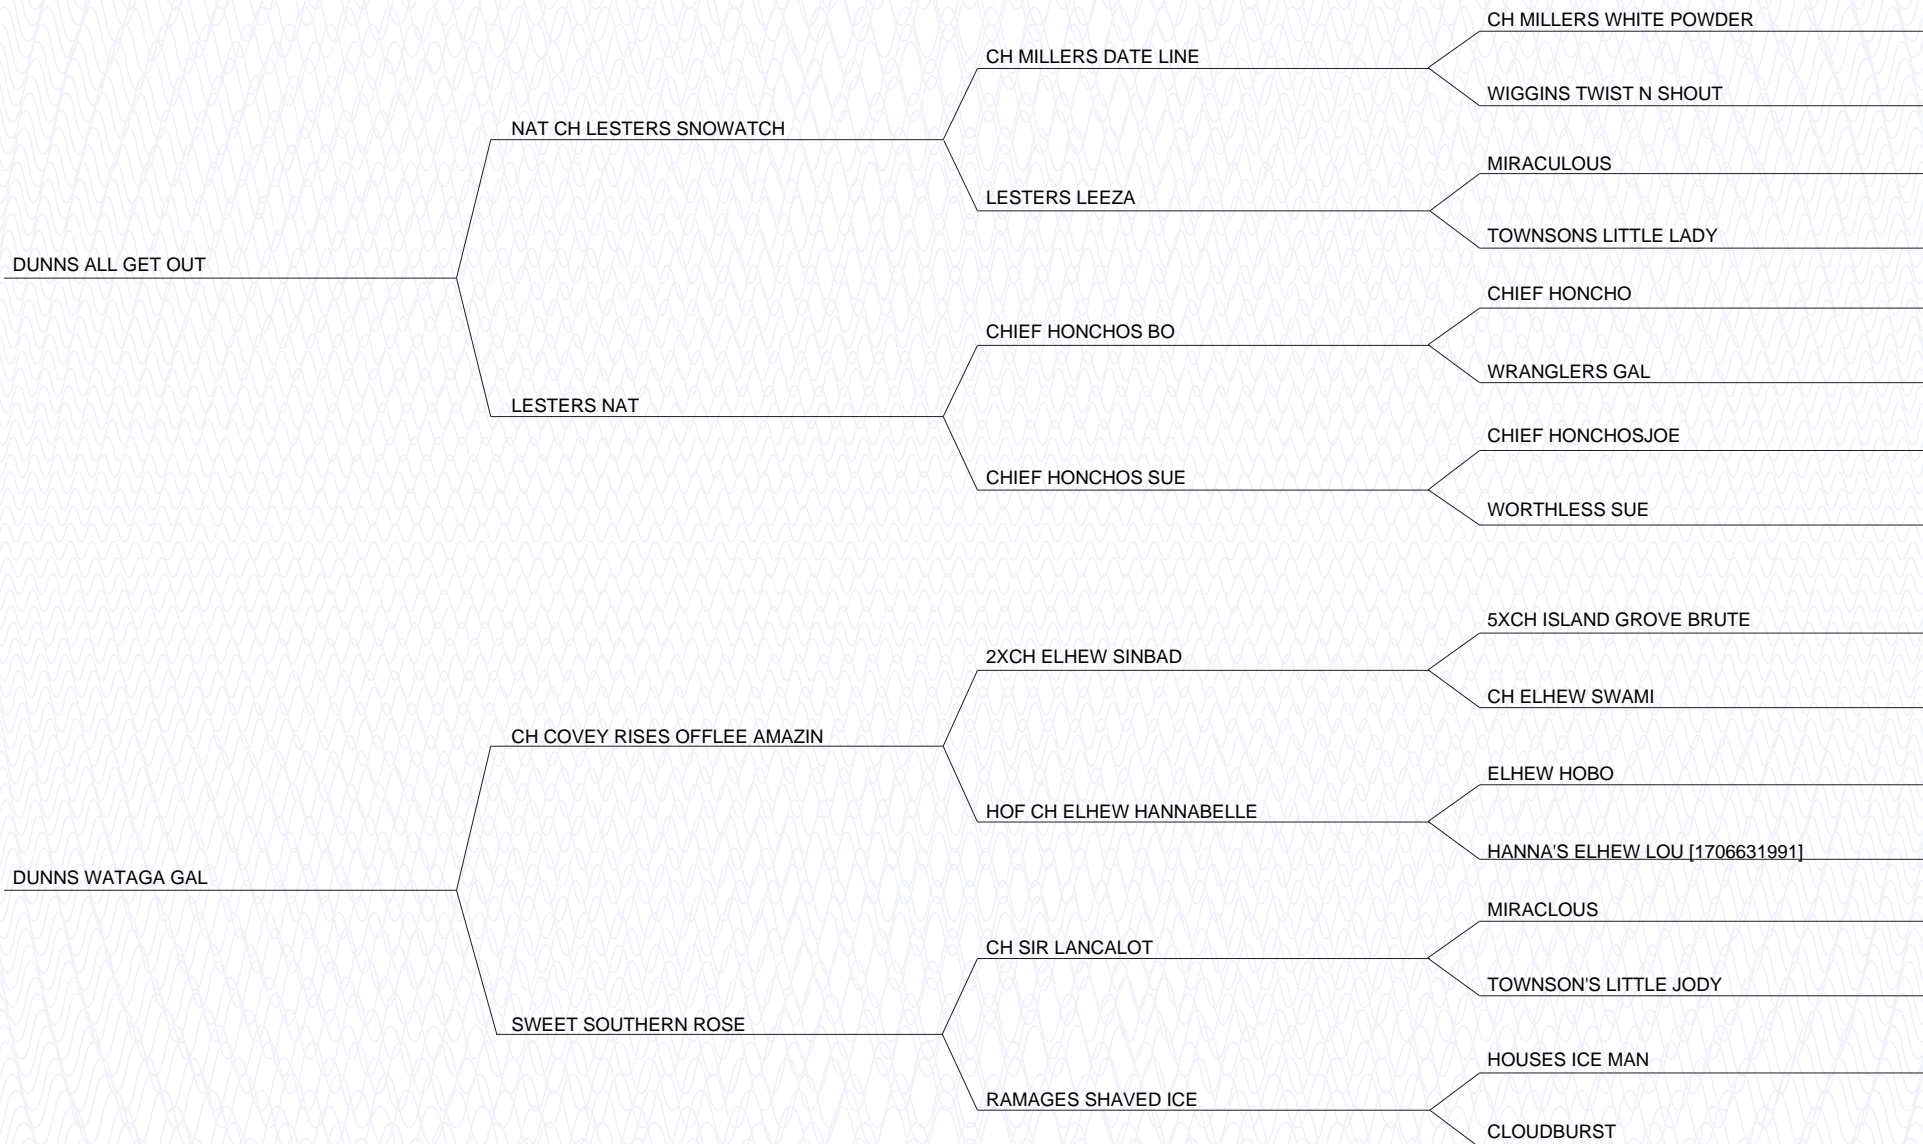 CH MILLERS WHITE POWDER
CH MILLERS DATE LINE
WIGGINS TWIST N SHOUT
NAT CH LESTERS SNOWATCH
MIRACULOUS
LESTERS LEEZA
TOWNSONS LITTLE LADY
DUNNS ALL GET OUT
CHIEF HONCHO
CHIEF HONCHOS BO
WRANGLERS GAL
LESTERS NAT
CHIEF HONCHOSJOE
CHIEF HONCHOS SUE
WORTHLESS SUE
5XCH ISLAND GROVE BRUTE
2XCH ELHEW SINBAD
CH ELHEW SWAMI
CH COVEY RISES OFFLEE AMAZIN
ELHEW HOBO
HOF CH ELHEW HANNABELLE
HANNA'S ELHEW LOU [1706631991]
DUNNS WATAGA GAL
MIRACLOUS
CH SIR LANCALOT
TOWNSON'S LITTLE JODY
SWEET SOUTHERN ROSE
HOUSES ICE MAN
RAMAGES SHAVED ICE
CLOUDBURST